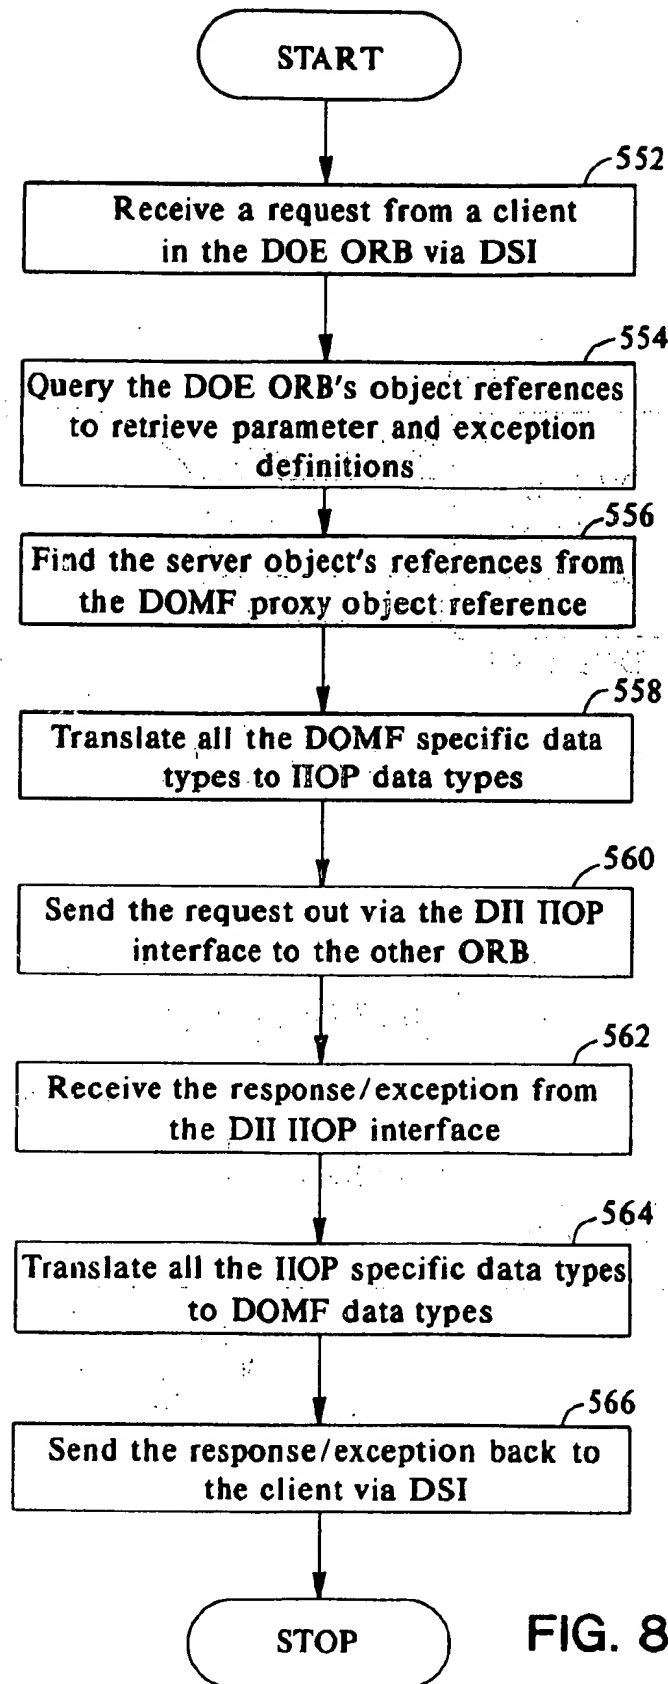 START
552
Receive a request from a client
in the DOE ORB via DSI
554
Query the DOE ORB's object references
to retrieve parameter and exception
definitions
556
Find the server object's references from
the DOMF proxy object reference
558
Translate all the DOMF specific data
types to IIOP data types
560
Send the request out via the DII IIOP
interface to the other ORB
562
Receive the response/exception from
the DII IIOP interface
564
Translate all the IIOP specific data types
to DOMF data types
566
Send the response/exception back to
the client via DSI
STOP
FIG. 8